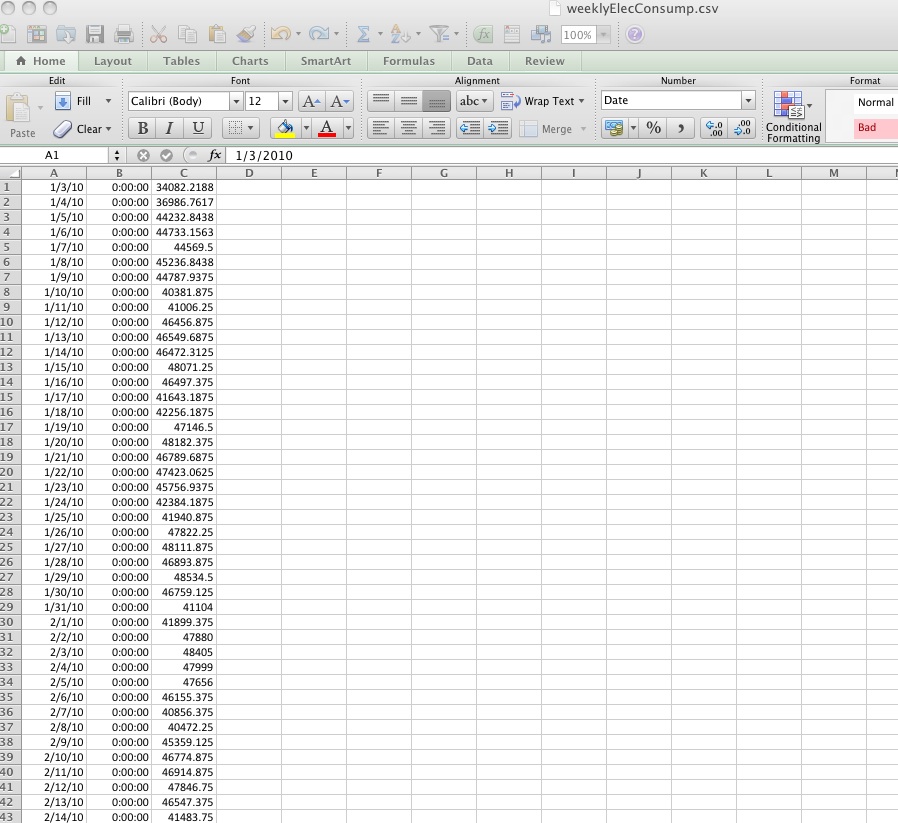 weeklyElecConsump.csv
100%
Home Layout Tables Charts SmartArt Formulas Data Review
Edit Font Alignment Number Format
Fill Calibri (Body) 12 A A abc Wrap Text Date Normal
Paste Clear B I U A Merge % , .0 .00 .00 .0 Conditional Formatting Bad
A1 fx 1/3/2010
A B C D E F G H I J K L M N
1 1/3/10 0:00:00 34082.2188
2 1/4/10 0:00:00 36986.7617
3 1/5/10 0:00:00 44232.8438
4 1/6/10 0:00:00 44733.1563
5 1/7/10 0:00:00 44569.5
6 1/8/10 0:00:00 45236.8438
7 1/9/10 0:00:00 44787.9375
8 1/10/10 0:00:00 40381.875
9 1/11/10 0:00:00 41006.25
10 1/12/10 0:00:00 46456.875
11 1/13/10 0:00:00 46549.6875
12 1/14/10 0:00:00 46472.3125
13 1/15/10 0:00:00 48071.25
14 1/16/10 0:00:00 46497.375
15 1/17/10 0:00:00 41643.1875
16 1/18/10 0:00:00 42256.1875
17 1/19/10 0:00:00 47146.5
18 1/20/10 0:00:00 48182.375
19 1/21/10 0:00:00 46789.6875
20 1/22/10 0:00:00 47423.0625
21 1/23/10 0:00:00 45756.9375
22 1/24/10 0:00:00 42384.1875
23 1/25/10 0:00:00 41940.875
24 1/26/10 0:00:00 47822.25
25 1/27/10 0:00:00 48111.875
26 1/28/10 0:00:00 46893.875
27 1/29/10 0:00:00 48534.5
28 1/30/10 0:00:00 46759.125
29 1/31/10 0:00:00 41104
30 2/1/10 0:00:00 41899.375
31 2/2/10 0:00:00 47880
32 2/3/10 0:00:00 48405
33 2/4/10 0:00:00 47999
34 2/5/10 0:00:00 47656
35 2/6/10 0:00:00 46155.375
36 2/7/10 0:00:00 40856.375
37 2/8/10 0:00:00 40472.25
38 2/9/10 0:00:00 45359.125
39 2/10/10 0:00:00 46774.875
40 2/11/10 0:00:00 46914.875
41 2/12/10 0:00:00 47846.75
42 2/13/10 0:00:00 46547.375
43 2/14/10 0:00:00 41483.75